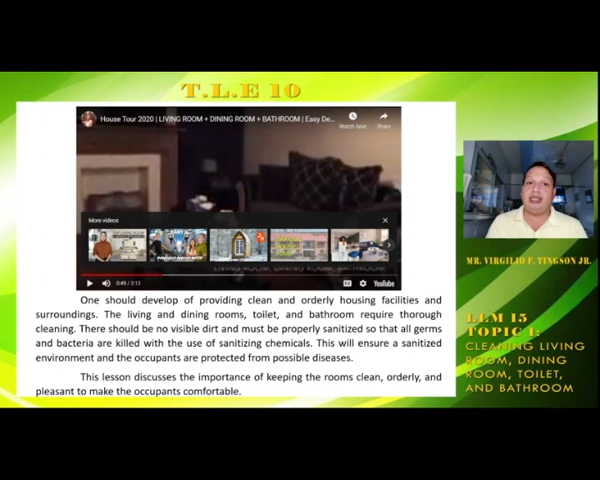 T.L.E 10
House Tour 2020 | LIVING ROOM + DINING ROOM + BATHROOM | Easy De...
Watch later
Share
More videos
0:49 / 3:13
YouTube
One should develop of providing clean and orderly housing facilities and
surroundings. The living and dining rooms, toilet, and bathroom require thorough
cleaning. There should be no visible dirt and must be properly sanitized so that all germs
and bacteria are killed with the use of sanitizing chemicals. This will ensure a sanitized
environment and the occupants are protected from possible diseases.
This lesson discusses the importance of keeping the rooms clean, orderly, and
pleasant to make the occupants comfortable.
MR. VIRGILIO F. TINGSON JR.
LLM 15
TOPIC 1:
CLEANING LIVING
ROOM, DINING
ROOM, TOILET,
AND BATHROOM